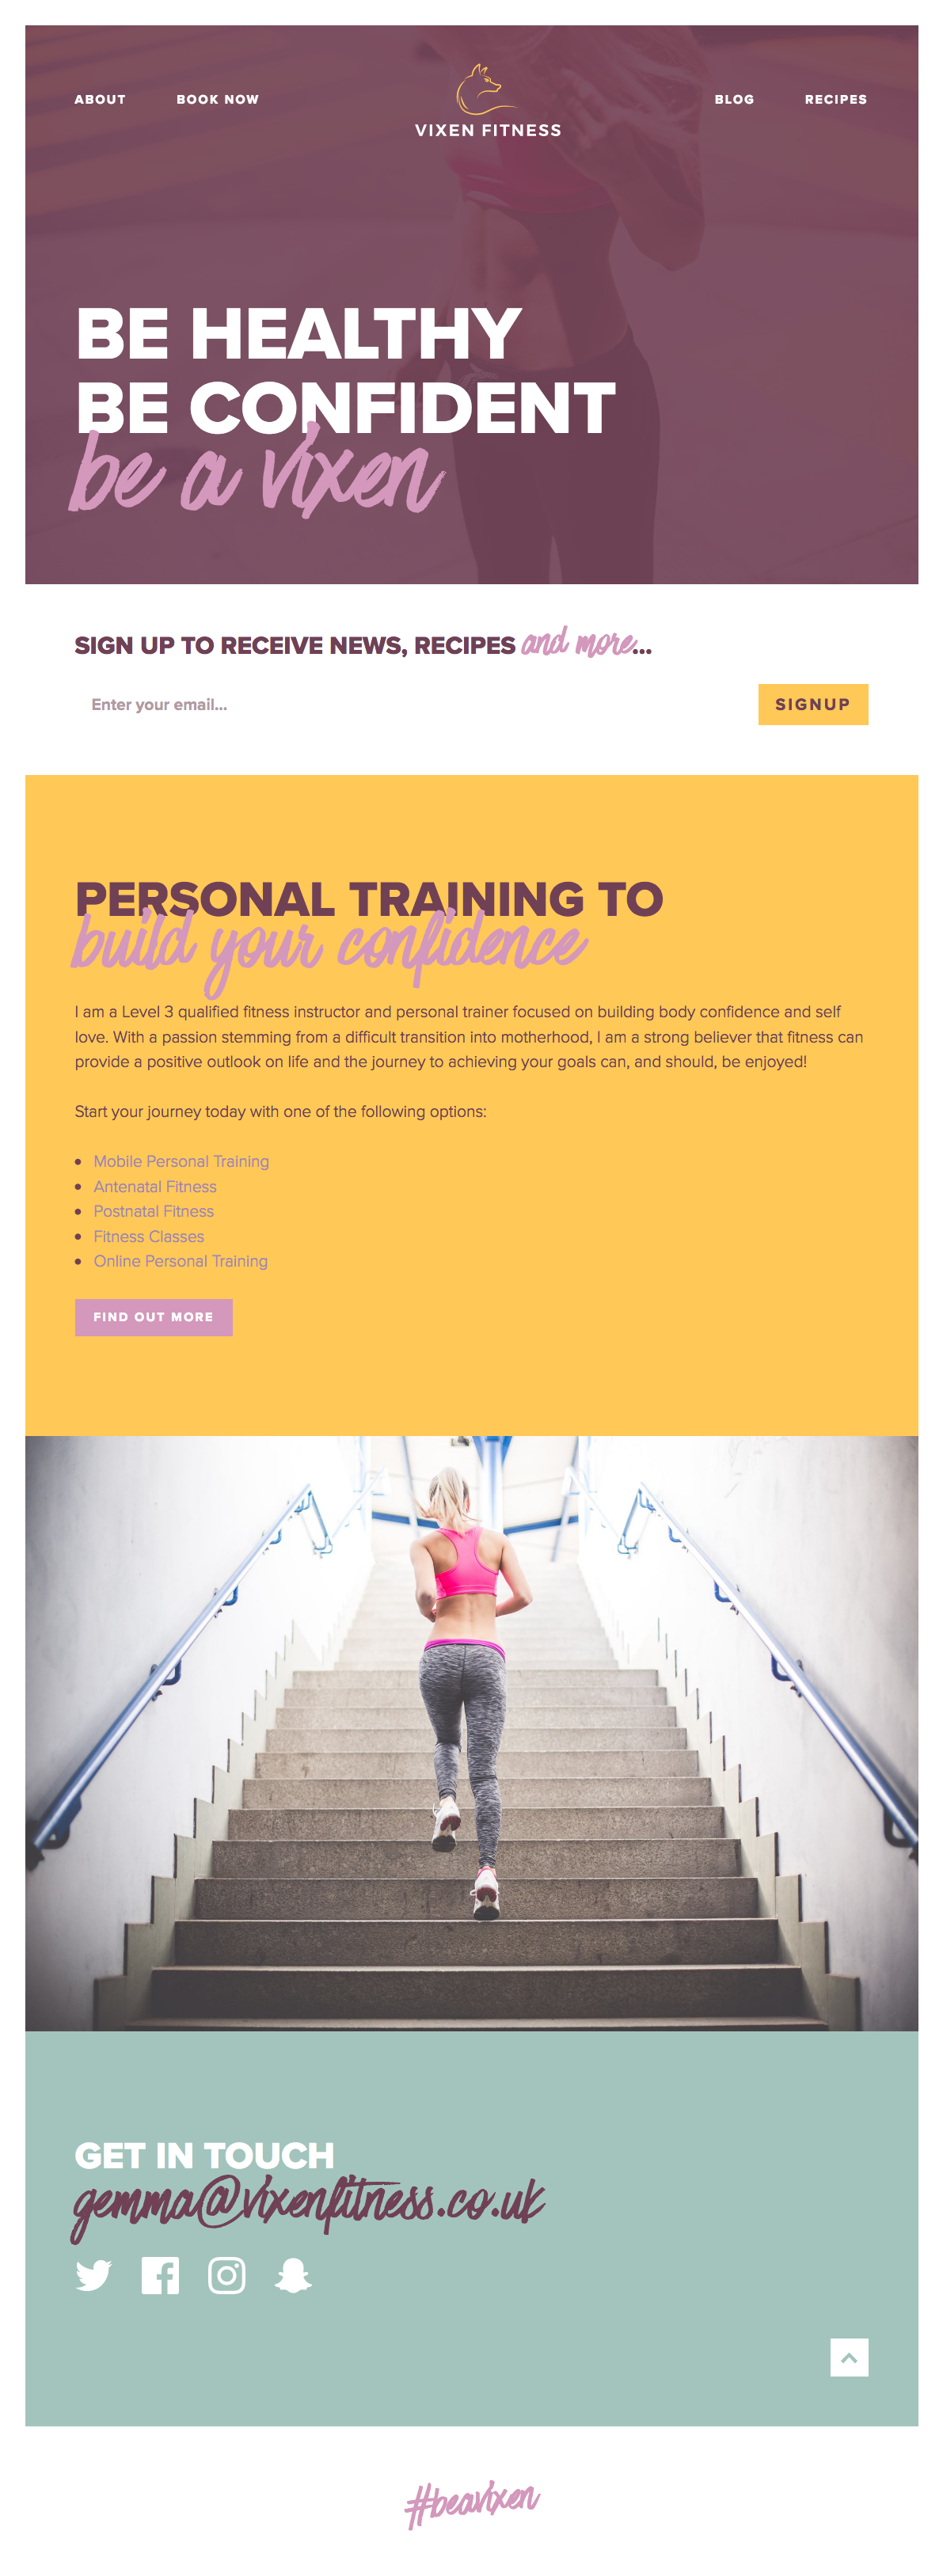 ABOUT
BOOK NOW
VIXEN FITNESS
BLOG
RECIPES
BE HEALTHY
BE CONFIDENT
be a vixen
SIGN UP TO RECEIVE NEWS, RECIPES and more...
Enter your email...
SIGNUP
PERSONAL TRAINING TO
build your confidence
I am a Level 3 qualified fitness instructor and personal trainer focused on building body confidence and self
love. With a passion stemming from a difficult transition into motherhood, I am a strong believer that fitness can
provide a positive outlook on life and the journey to achieving your goals can, and should, be enjoyed!
Start your journey today with one of the following options:
• Mobile Personal Training
• Antenatal Fitness
• Postnatal Fitness
• Fitness Classes
• Online Personal Training
FIND OUT MORE
GET IN TOUCH
gemma@vixenfitness.co.uk
#beavixen